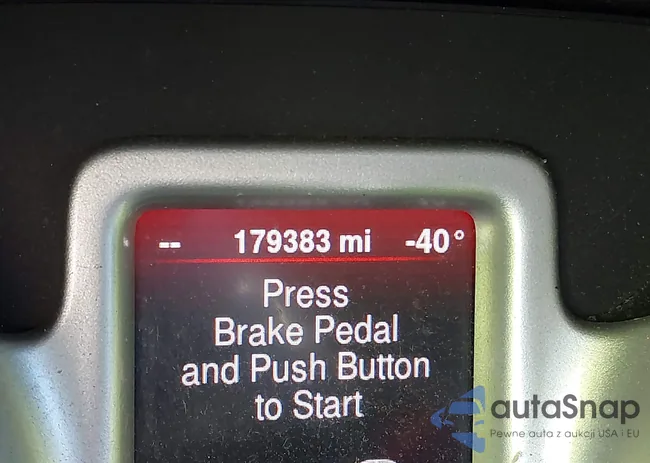 -- 179383 mi -40°
Press
Brake Pedal
and Push Button
to Start
autaSnap
Pewne auta z aukcji USA i EU